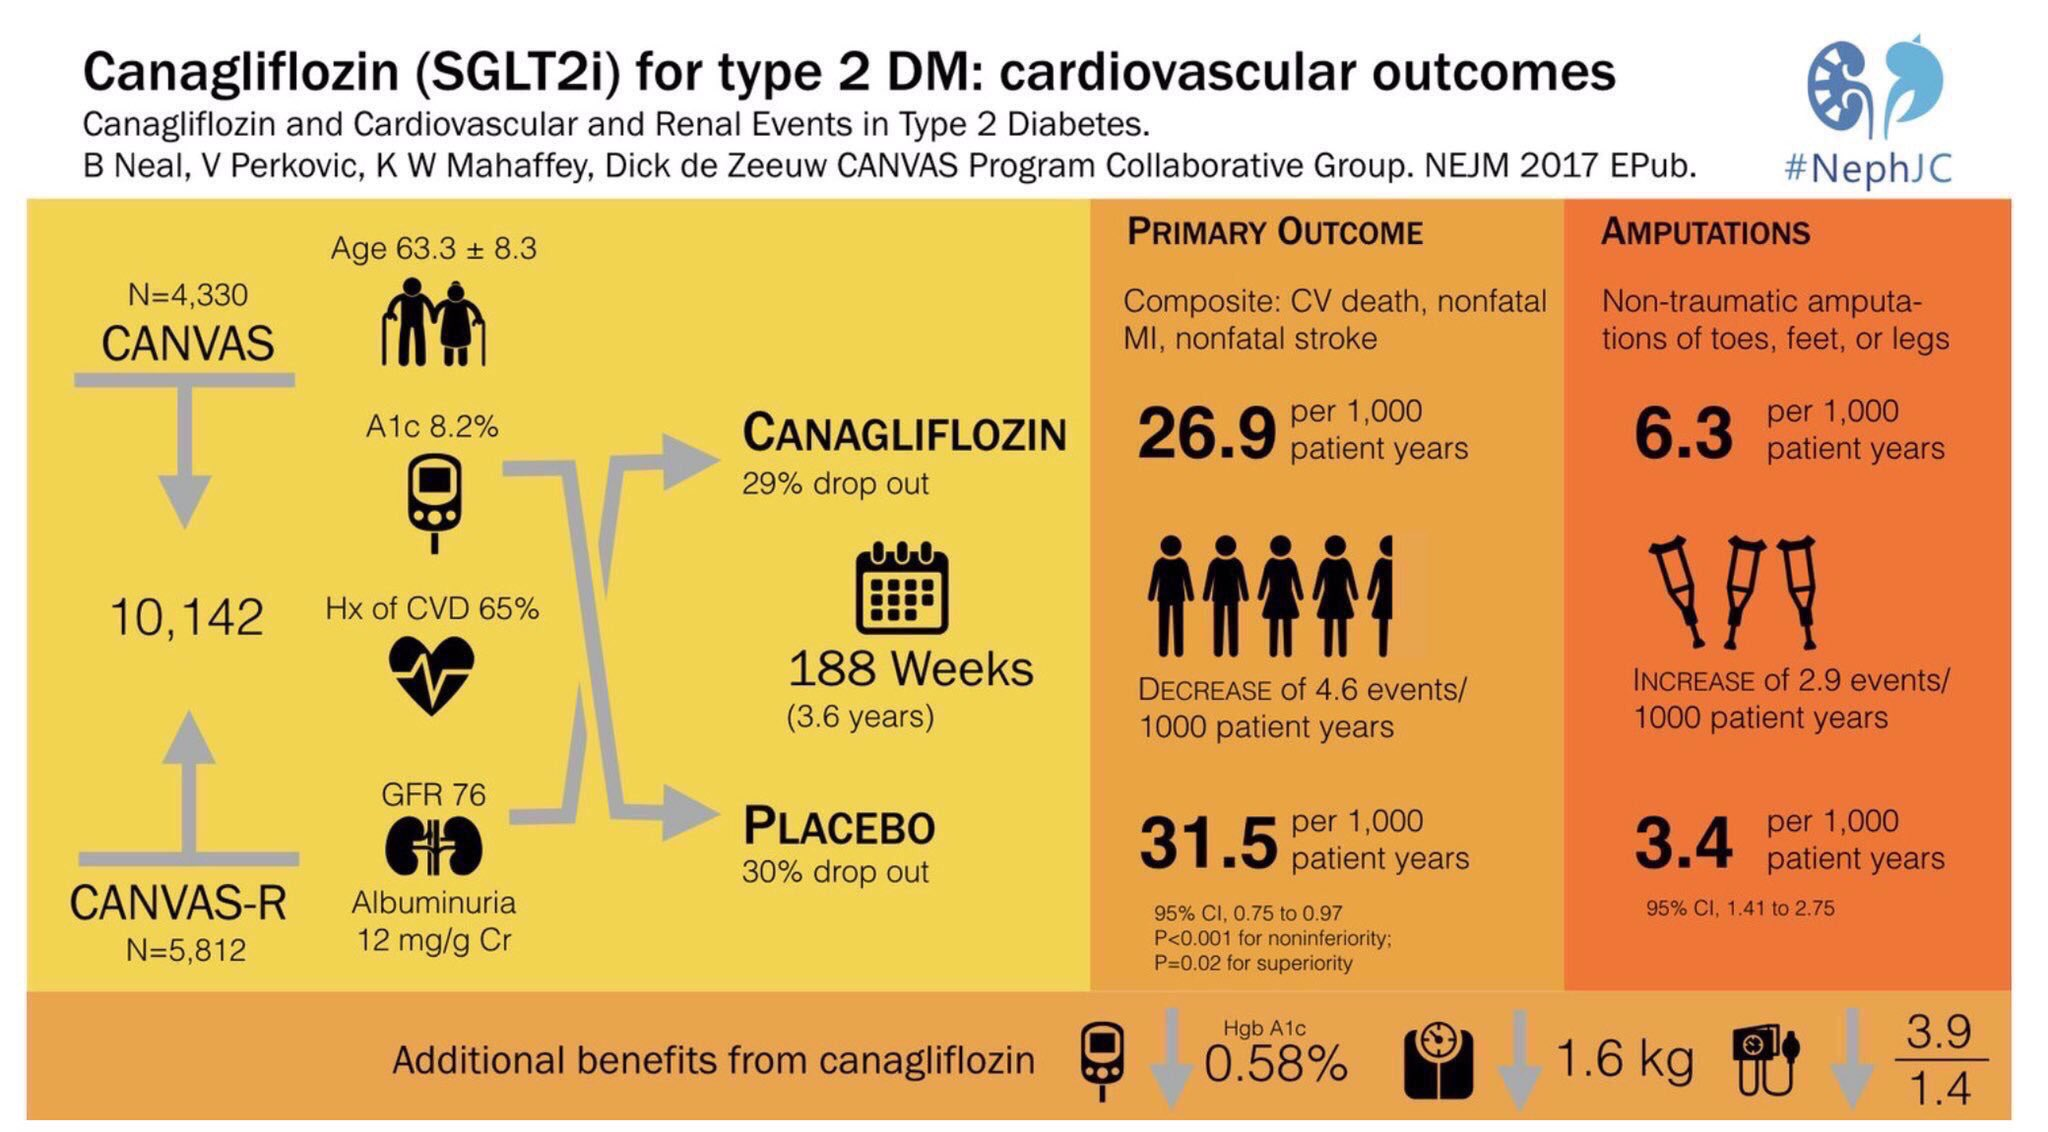 Canagliflozin (SGLT2i) for type 2 DM: cardiovascular outcomes
Canagliflozin and Cardiovascular and Renal Events in Type 2 Diabetes.
B Neal, V Perkovic, K W Mahaffey, Dick de Zeeuw CANVAS Program Collaborative Group. NEJM 2017 EPub.
#NephJC
N=4,330
CANVAS
10,142
CANVAS-R
N=5,812
Age 63.3 ± 8.3
A1c 8.2%
Hx of CVD 65%
GFR 76
Albuminuria
12 mg/g Cr
CANAGLIFLOZIN
29% drop out
188 Weeks
(3.6 years)
PLACEBO
30% drop out
PRIMARY OUTCOME
Composite: CV death, nonfatal
MI, nonfatal stroke
26.9 per 1,000
patient years
DECREASE of 4.6 events/
1000 patient years
31.5 per 1,000
patient years
95% CI, 0.75 to 0.97
P<0.001 for noninferiority;
P=0.02 for superiority
AMPUTATIONS
Non-traumatic amputa-
tions of toes, feet, or legs
6.3 per 1,000
patient years
INCREASE of 2.9 events/
1000 patient years
3.4 per 1,000
patient years
95% CI, 1.41 to 2.75
Additional benefits from canagliflozin
Hgb A1c
0.58%
1.6 kg
3.9
1.4